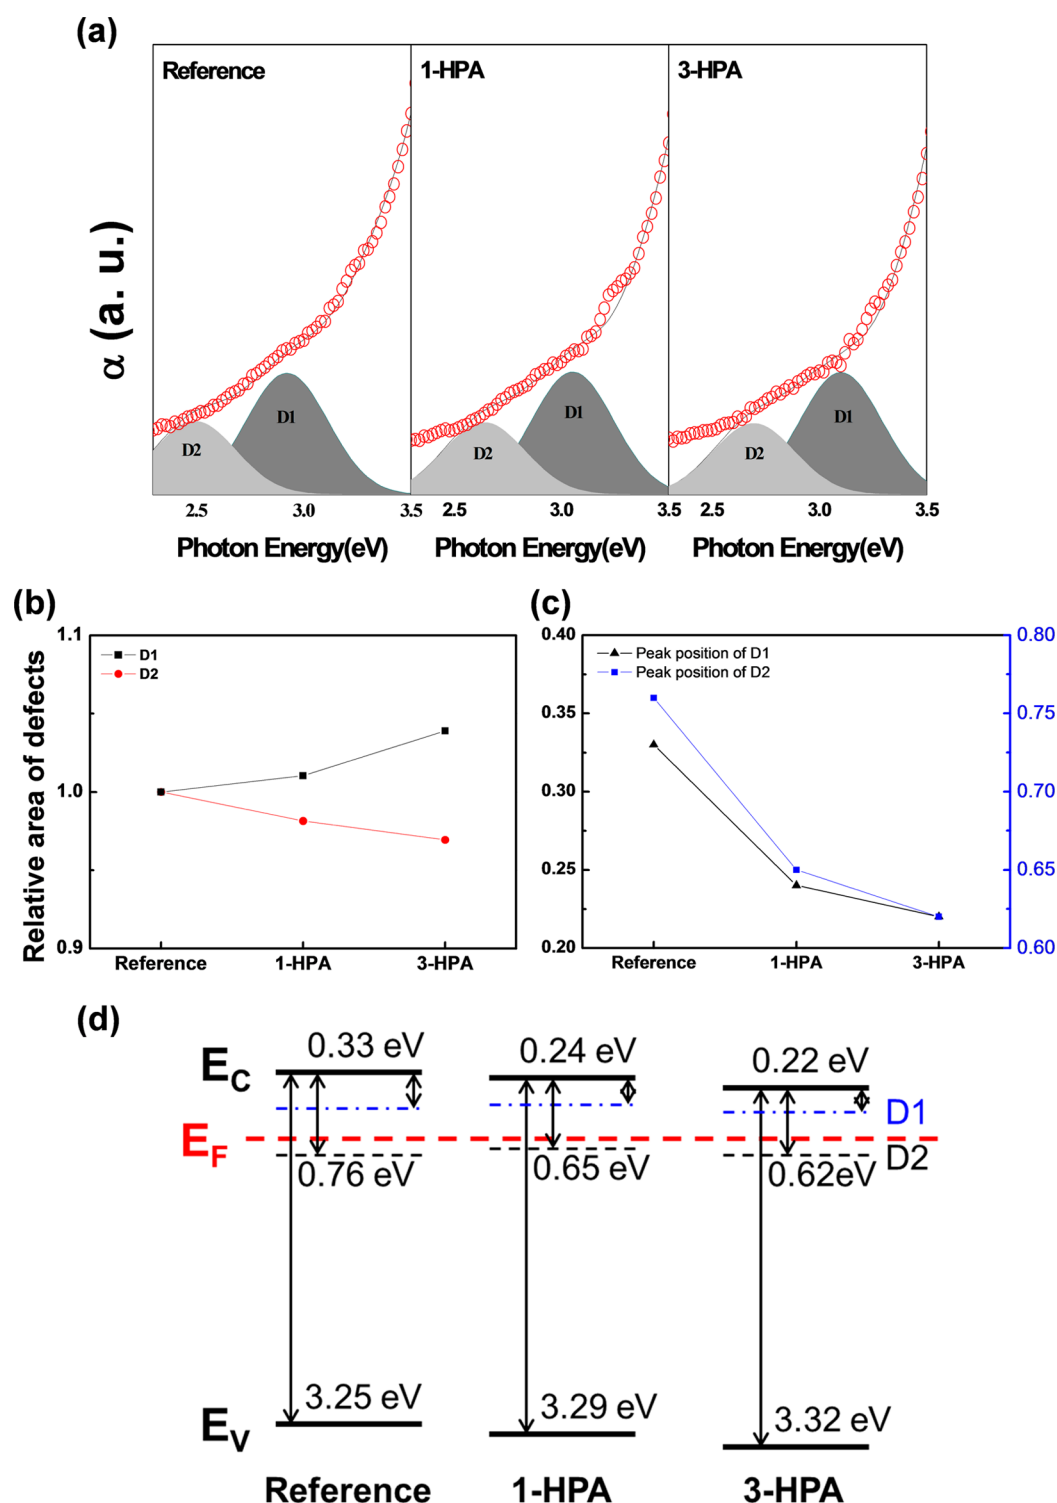 (a)
Reference
1-HPA
3-HPA
α (a. u.)
D2
D1
D2
D1
D2
D1
2.5 3.0 3.5 2.5 3.0 3.5 2.5 3.0 3.5
Photon Energy(eV) Photon Energy(eV) Photon Energy(eV)
(b)
1.1
1.0
0.9
Relative area of defects
D1
D2
Reference 1-HPA 3-HPA
(c)
0.40
0.35
0.30
0.25
0.20
Peak position of D1
Peak position of D2
0.80
0.75
0.70
0.65
0.60
Reference 1-HPA 3-HPA
(d)
0.33 eV 0.24 eV 0.22 eV
EC
D1
EF
D2
0.76 eV 0.65 eV 0.62eV
3.25 eV 3.29 eV 3.32 eV
EV
Reference 1-HPA 3-HPA